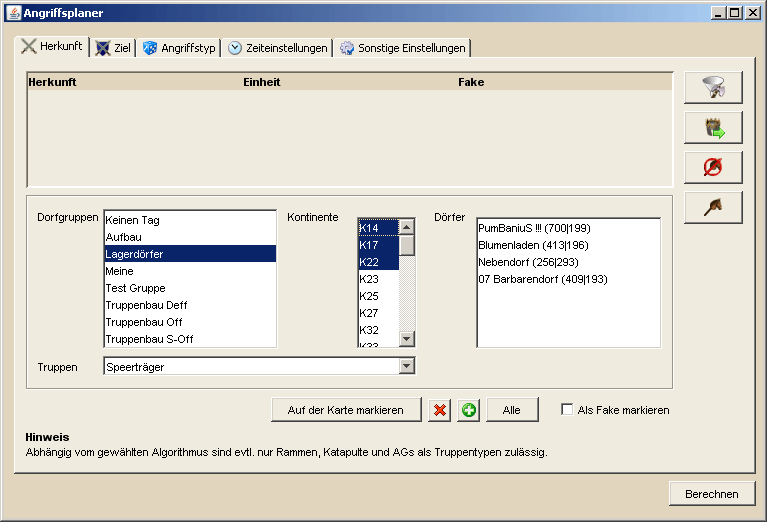 Angriffsplaner
Herkunft Ziel Angriffstyp Zeiteinstellungen Sonstige Einstellungen
Herkunft Einheit Fake
Dorfgruppen
Keinen Tag
Aufbau
Lagerdörfer
Meine
Test Gruppe
Truppenbau Deff
Truppenbau Off
Truppenbau S-Off
Kontinente
K14
K17
K22
K23
K25
K27
K32
K33
Dörfer
PumBaniuS !!! (700|199)
Blumenladen (413|196)
Nebendorf (256|293)
07 Barbarendorf (409|193)
Truppen Speerträger
Auf der Karte markieren Alle Als Fake markieren
Hinweis
Abhängig vom gewählten Algorithmus sind evtl. nur Rammen, Katapulte und AGs als Truppentypen zulässig.
Berechnen